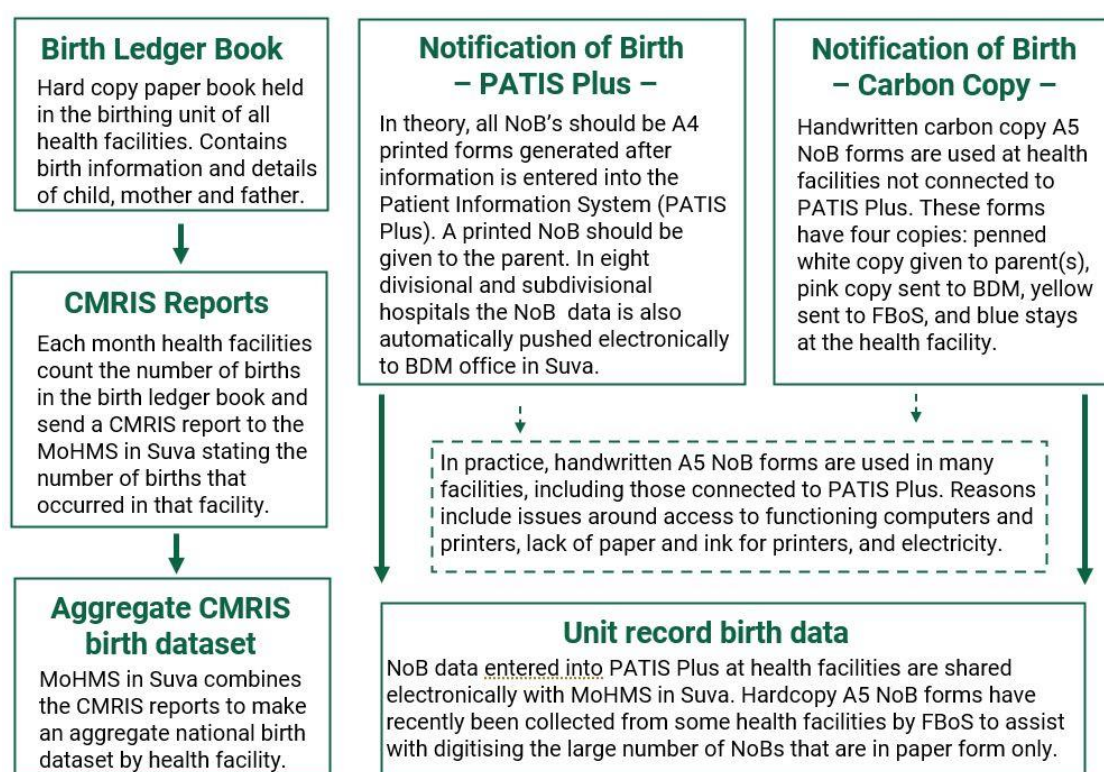 Birth Ledger Book
Hard copy paper book held
in the birthing unit of all
health facilities. Contains
birth information and details
of child, mother and father.
CMRIS Reports
Each month health facilities
count the number of births
in the birth ledger book and
send a CMRIS report to the
MoHMS in Suva stating the
number of births that
occurred in that facility.
Aggregate CMRIS
birth dataset
MoHMS in Suva combines
the CMRIS reports to make
an aggregate national birth
dataset by health facility.
Notification of Birth
– PATIS Plus –
In theory, all NoB's should be A4
printed forms generated after
information is entered into the
Patient Information System (PATIS
Plus). A printed NoB should be
given to the parent. In eight
divisional and subdivisional
hospitals the NoB data is also
automatically pushed electronically
to BDM office in Suva.
Notification of Birth
– Carbon Copy –
Handwritten carbon copy A5
NoB forms are used at health
facilities not connected to
PATIS Plus. These forms
have four copies: penned
white copy given to parent(s),
pink copy sent to BDM, yellow
sent to FBoS, and blue stays
at the health facility.
In practice, handwritten A5 NoB forms are used in many
facilities, including those connected to PATIS Plus. Reasons
include issues around access to functioning computers and
printers, lack of paper and ink for printers, and electricity.
Unit record birth data
NoB data entered into PATIS Plus at health facilities are shared
electronically with MoHMS in Suva. Hardcopy A5 NoB forms have
recently been collected from some health facilities by FBoS to assist
with digitising the large number of NoBs that are in paper form only.